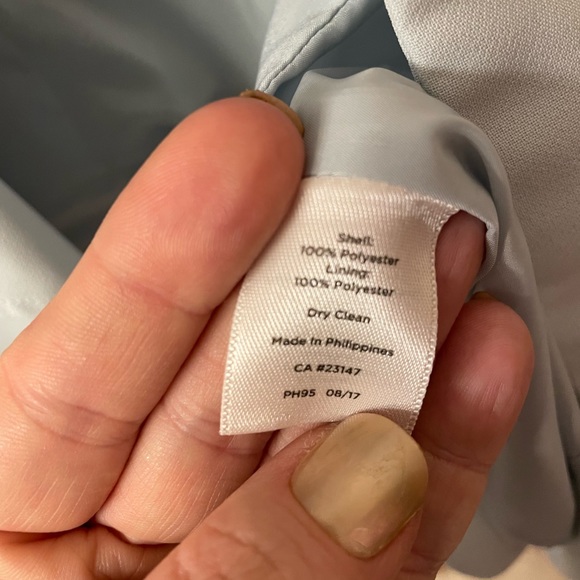 Shell:
100% Polyester
Lining:
100% Polyester
Dry Clean
Made in Philippines
CA #23147
PH95 08/17